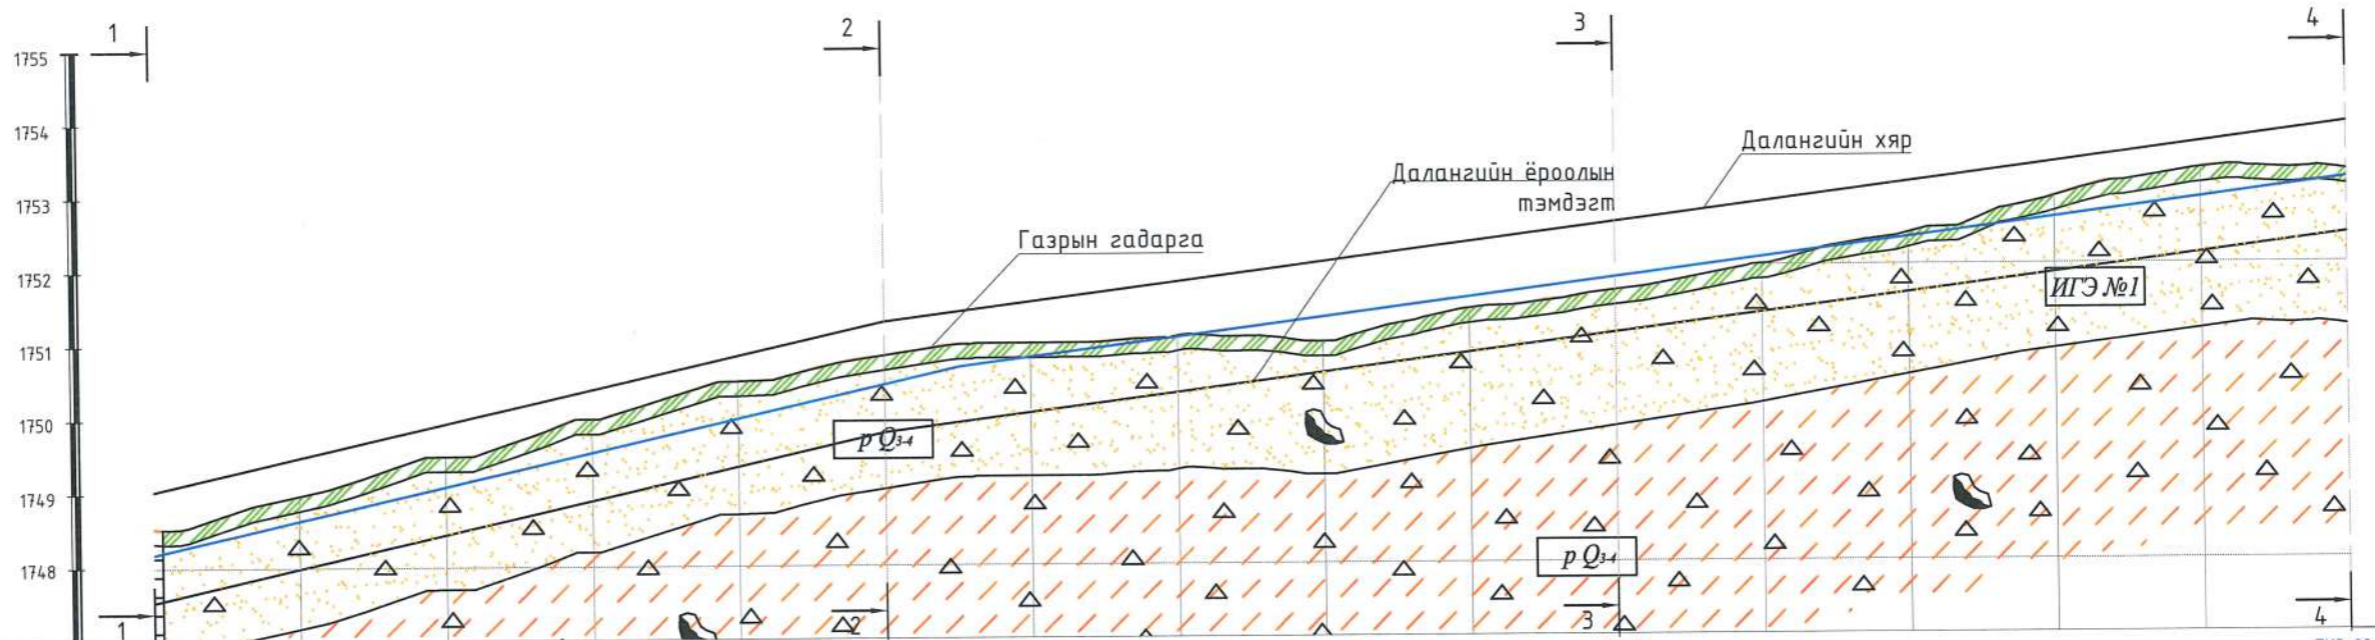 1
2
3
4
1755
1754
1753
1752
1751
1750
1749
1748
Далангийн хяр
Далангийн ёроолын
тэмдэгт
Газрын гадарга
ИГЭ №1
p Q3-4
p Q3-4
1
2
3
4